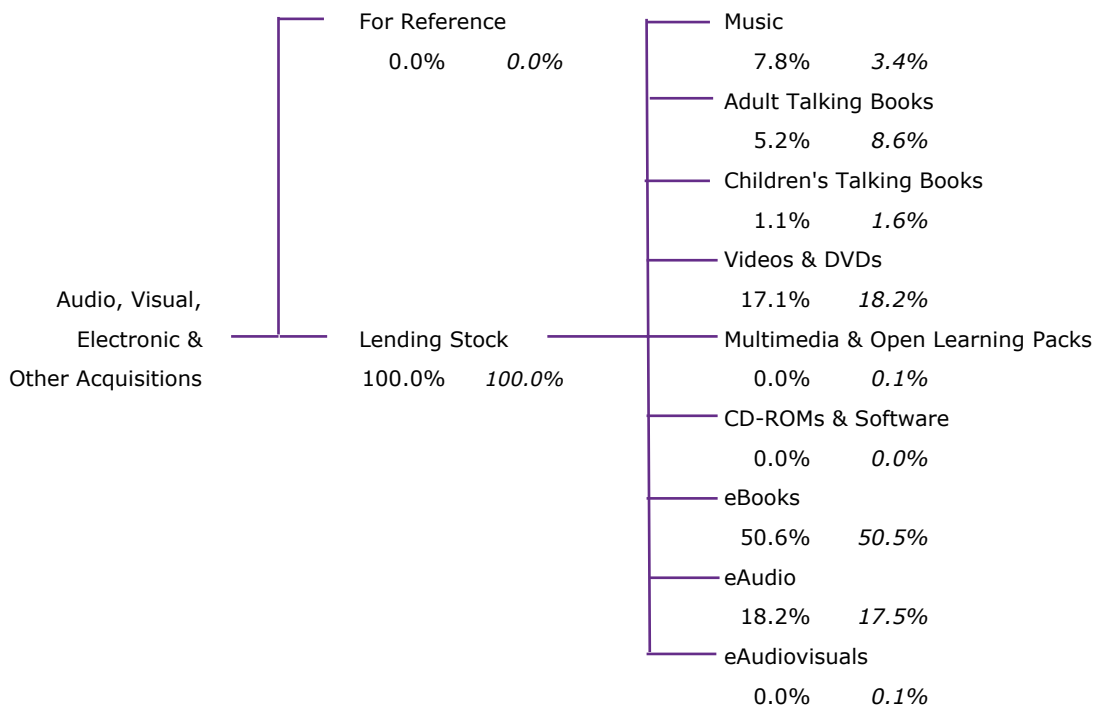 For Reference
0.0% 0.0%
Audio, Visual,
Electronic &
Other Acquisitions
Lending Stock
100.0% 100.0%
Music
7.8% 3.4%
Adult Talking Books
5.2% 8.6%
Children's Talking Books
1.1% 1.6%
Videos & DVDs
17.1% 18.2%
Multimedia & Open Learning Packs
0.0% 0.1%
CD-ROMs & Software
0.0% 0.0%
eBooks
50.6% 50.5%
eAudio
18.2% 17.5%
eAudiovisuals
0.0% 0.1%